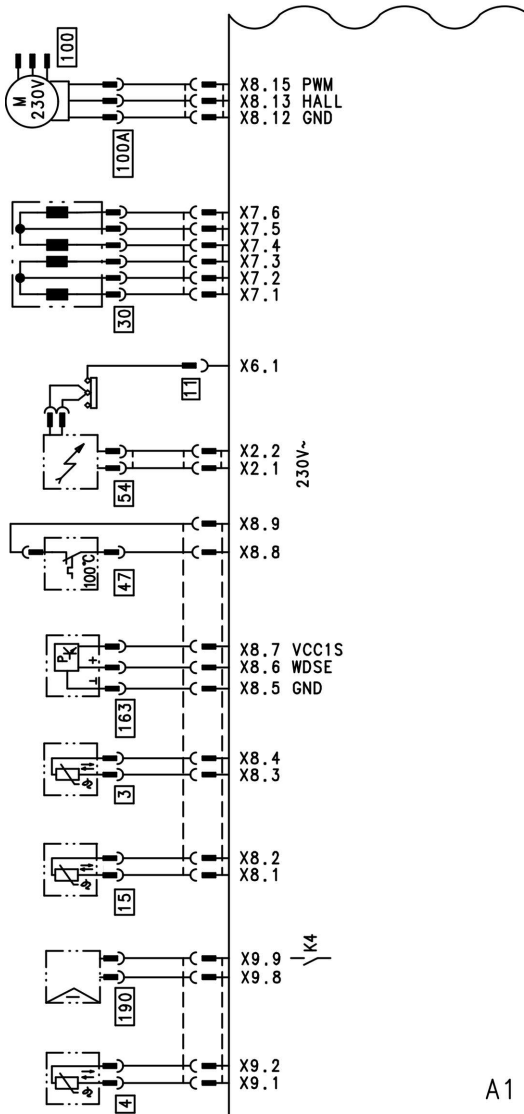 100
M
230V
X8.15 PWM
X8.13 HALL
X8.12 GND
100A
X7.6
X7.5
X7.4
X7.3
X7.2
X7.1
30
X6.1
11
X2.2
X2.1
230V~
54
X8.9
X8.8
100°C
47
P
+
⊥
X8.7 VCC1S
X8.6 WDSE
X8.5 GND
163
X8.4
X8.3
ϑ
3
X8.2
X8.1
ϑ
15
X9.9
K4
X9.8
190
X9.2
X9.1
ϑ
4
A1